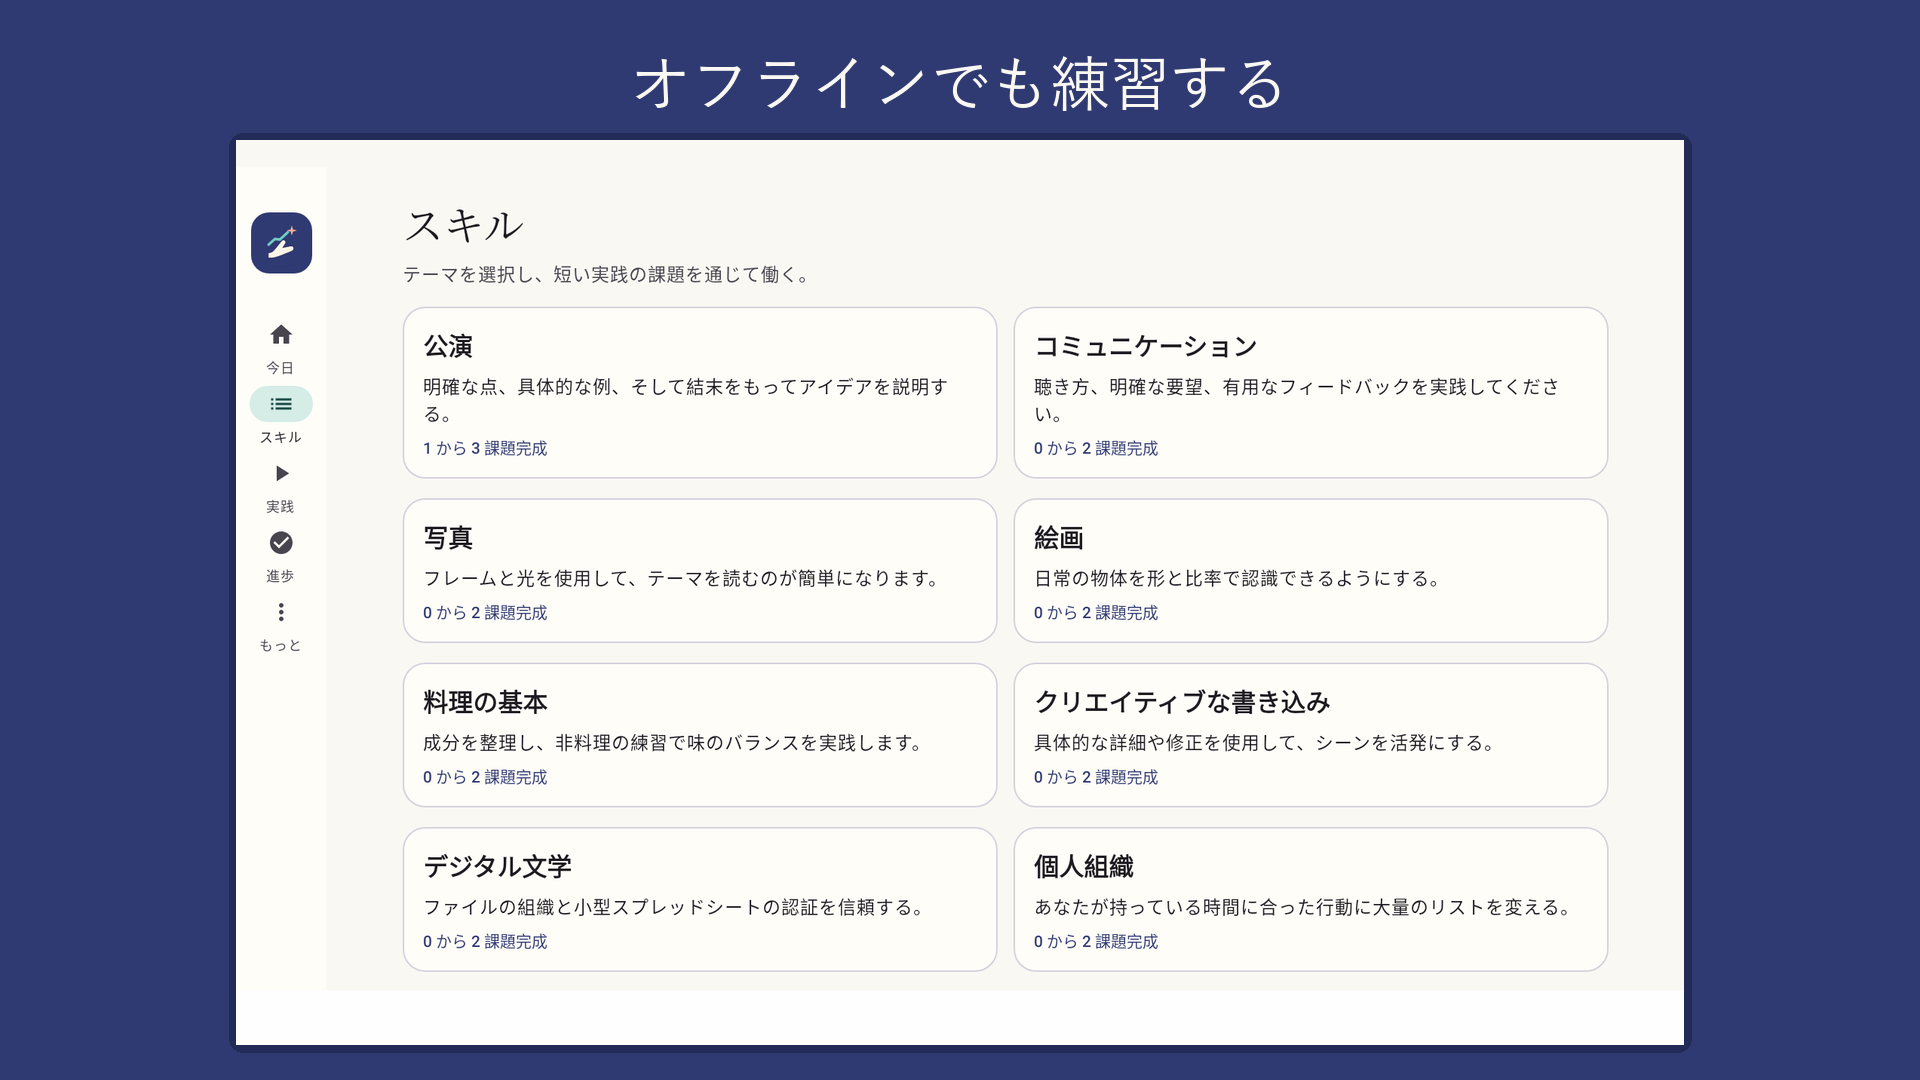 オフラインでも練習する
スキル
テーマを選択し、短い実践の課題を通じて働く。
今日
スキル
実践
進歩
もっと
公演
明確な点、具体的な例、そして結末をもってアイデアを説明す
る。
1 から 3 課題完成
コミュニケーション
聴き方、明確な要望、有用なフィードバックを実践してくださ
い。
0 から 2 課題完成
写真
フレームと光を使用して、テーマを読むのが簡単になります。
0 から 2 課題完成
絵画
日常の物体を形と比率で認識できるようにする。
0 から 2 課題完成
料理の基本
成分を整理し、非料理の練習で味のバランスを実践します。
0 から 2 課題完成
クリエイティブな書き込み
具体的な詳細や修正を使用して、シーンを活発にする。
0 から 2 課題完成
デジタル文学
ファイルの組織と小型スプレッドシートの認証を信頼する。
0 から 2 課題完成
個人組織
あなたが持っている時間に合った行動に大量のリストを変える。
0 から 2 課題完成